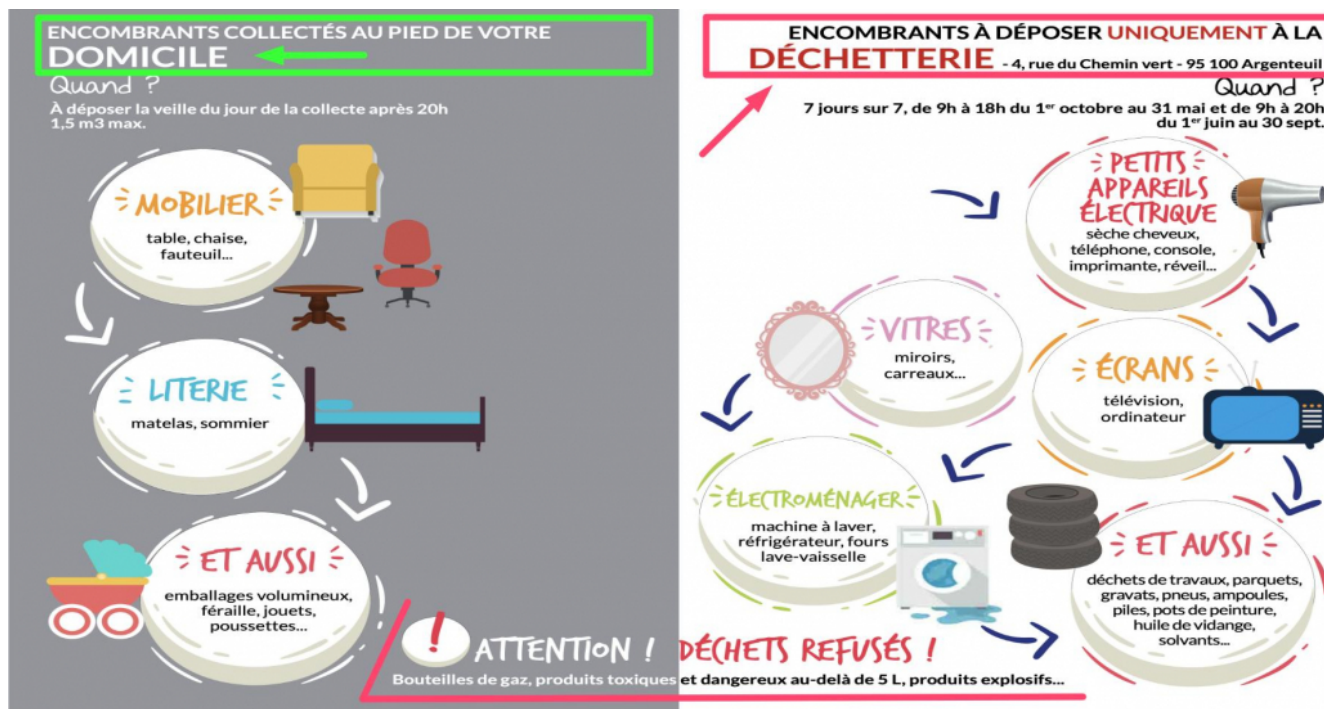 ENCOMBRANTS COLLECTÉS AU PIED DE VOTRE
DOMICILE
Quand ?
À déposer la veille du jour de la collecte après 20h
1,5 m3 max.
MOBILIER
table, chaise,
fauteuil...
LITERIE
matelas, sommier
ET AUSSI
emballages volumineux,
féraille, jouets,
poussettes...
ENCOMBRANTS À DÉPOSER UNIQUEMENT À LA
DÉCHETTERIE - 4, rue du Chemin vert - 95 100 Argenteuil
Quand ?
7 jours sur 7, de 9h à 18h du 1er octobre au 31 mai et de 9h à 20h
du 1er juin au 30 sept.
PETITS
APPAREILS
ÉLECTRIQUE
sèche cheveux,
téléphone, console,
imprimante, réveil...
VITRES
miroirs,
carreaux...
ÉCRANS
télévision,
ordinateur
ÉLECTROMÉNAGER
machine à laver,
réfrigérateur, fours
lave-vaisselle
ET AUSSI
déchets de travaux, parquets,
gravats, pneus, ampoules,
piles, pots de peinture,
huile de vidange,
solvants...
! ATTENTION ! DÉCHETS REFUSÉS !
Bouteilles de gaz, produits toxiques et dangereux au-delà de 5 L, produits explosifs...